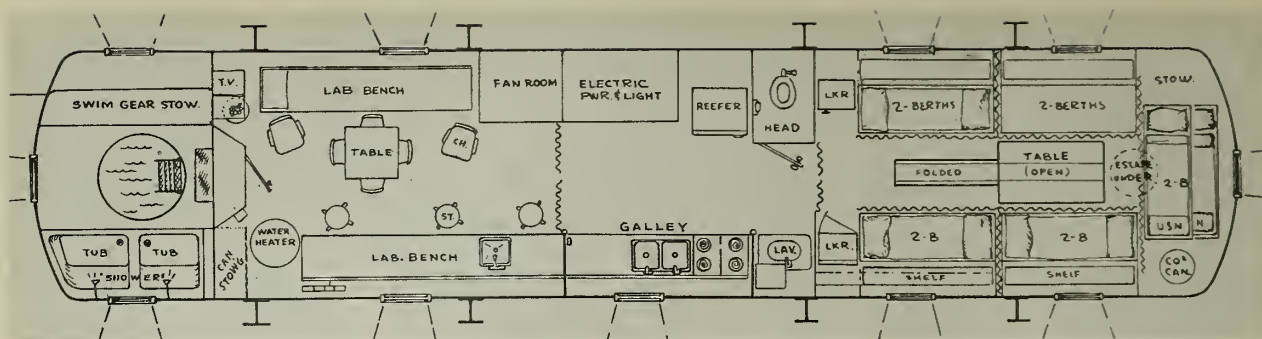 SWIM GEAR STOW.
TUB
TUB
SHOWER
T.V.
CAN
STOWG.
WATER
HEATER
LAB BENCH
TABLE
CH.
ST.
LAB. BENCH
FAN ROOM
ELECTRIC
PWR. & LIGHT
REEFER
HEAD
GALLEY
LAV.
LKR
LKR.
2-BERTHS
2-BERTHS
FOLDED
TABLE
(OPEN)
ESCAPE
UNDER
2-B
2-B
SHELF
SHELF
STOW.
2-B
USN
CO²
CAN.